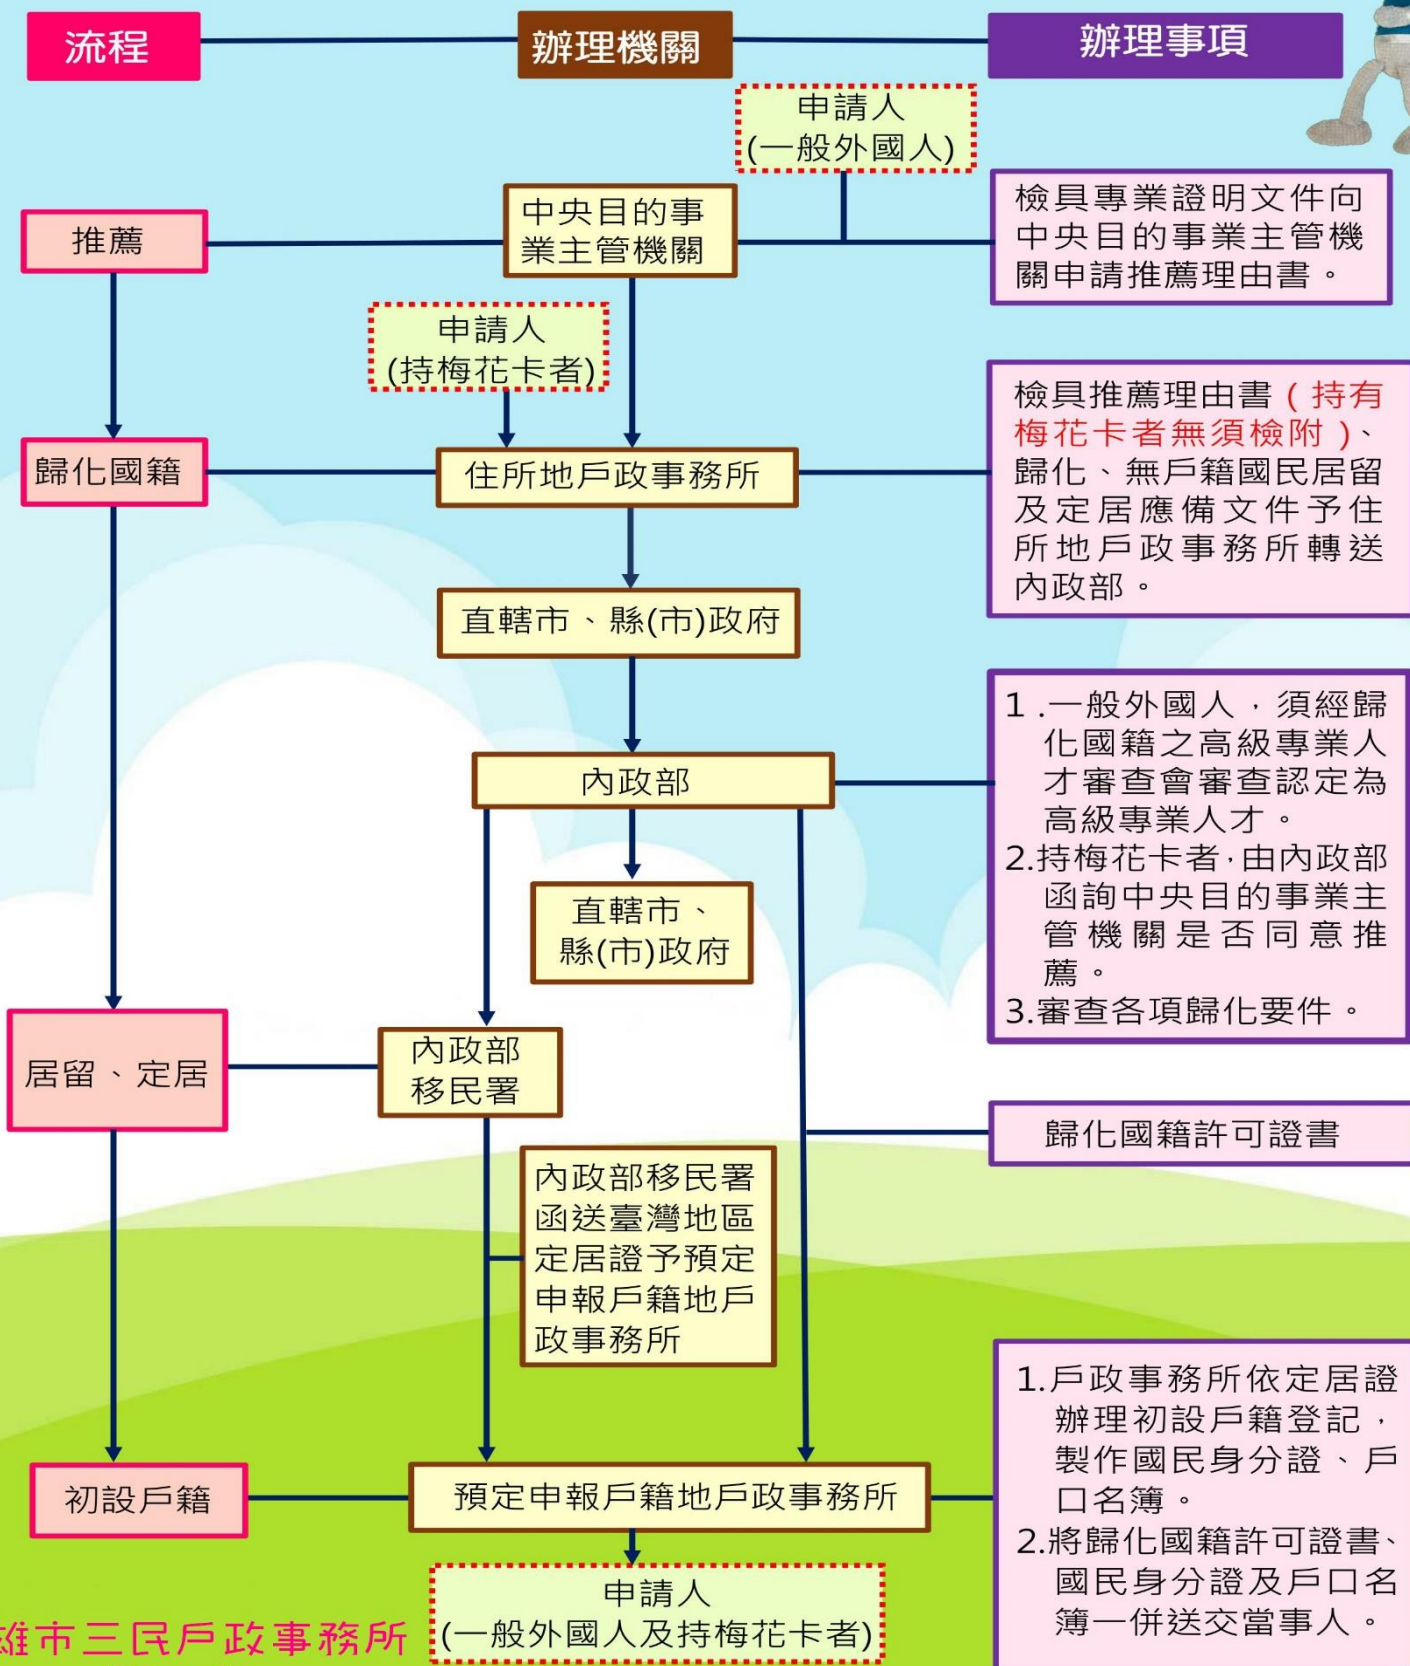 流程
辦理機關
辦理事項
申請人
(一般外國人)
推薦
中央目的事
業主管機關
檢具專業證明文件向
中央目的事業主管機
關申請推薦理由書。
申請人
(持梅花卡者)
歸化國籍
住所地戶政事務所
檢具推薦理由書(持有
梅花卡者無須檢附)、
歸化、無戶籍國民居留
及定居應備文件予住
所地戶政事務所轉送
內政部。
直轄市、縣(市)政府
內政部
1.一般外國人,須經歸
化國籍之高級專業人
才審查會審查認定為
高級專業人才。
2.持梅花卡者,由內政部
函詢中央目的事業主
管機關是否同意推
薦。
3.審查各項歸化要件。
直轄市、
縣(市)政府
居留、定居
內政部
移民署
歸化國籍許可證書
內政部移民署
函送臺灣地區
定居證予預定
申報戶籍地戶
政事務所
初設戶籍
預定申報戶籍地戶政事務所
1.戶政事務所依定居證
辦理初設戶籍登記,
製作國民身分證、戶
口名簿。
2.將歸化國籍許可證書、
國民身分證及戶口名
簿一併送交當事人。
申請人
(一般外國人及持梅花卡者)
雄市三民戶政事務所